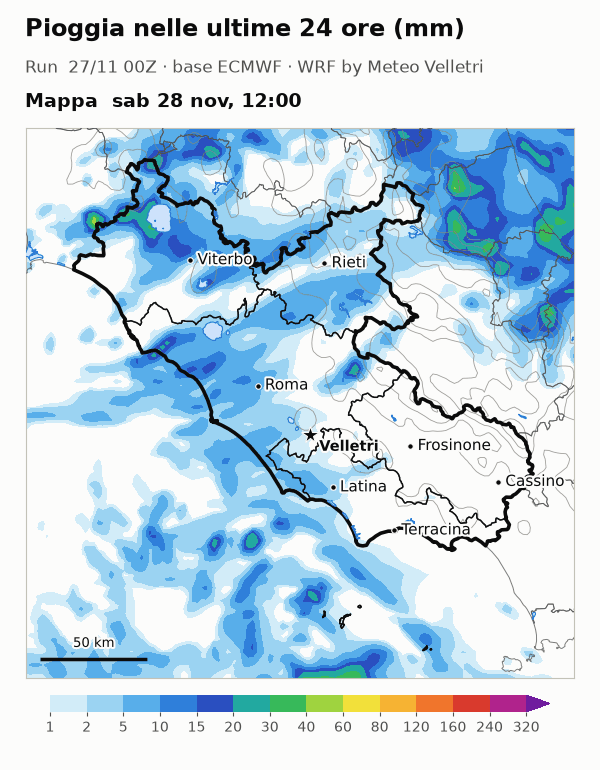 Pioggia nelle ultime 24 ore (mm)
Run  27/11 00Z · base ECMWF · WRF by Meteo Velletri
Mappa  sab 28 nov, 12:00
Viterbo
Rieti
Roma
Velletri
Frosinone
Cassino
Latina
Terracina
50 km
1 2 5 10 15 20 30 40 60 80 120 160 240 320